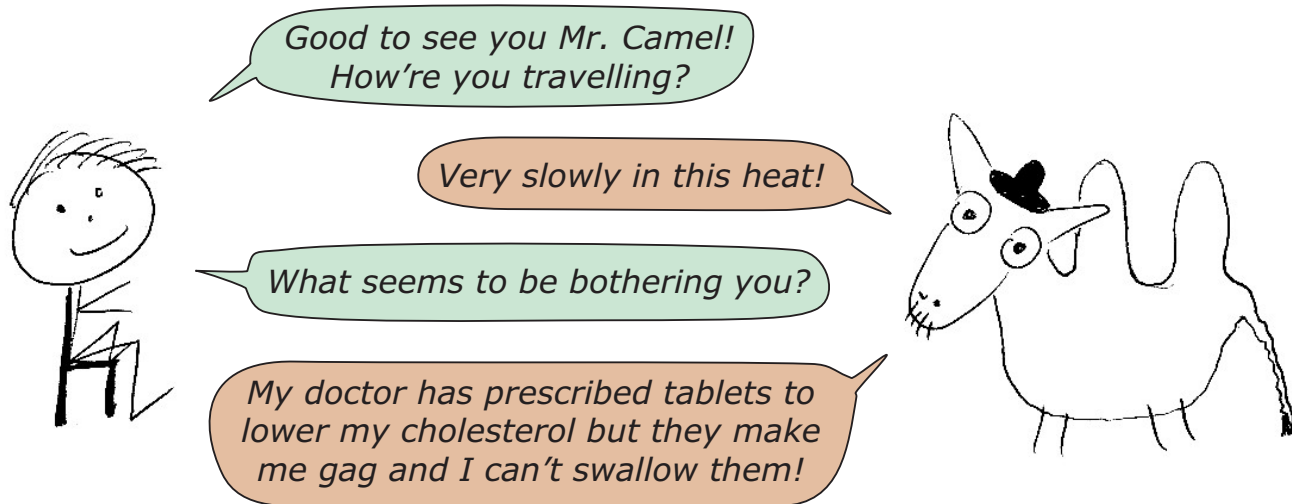 Good to see you Mr. Camel!
How're you travelling?
Very slowly in this heat!
What seems to be bothering you?
My doctor has prescribed tablets to
lower my cholesterol but they make
me gag and I can't swallow them!